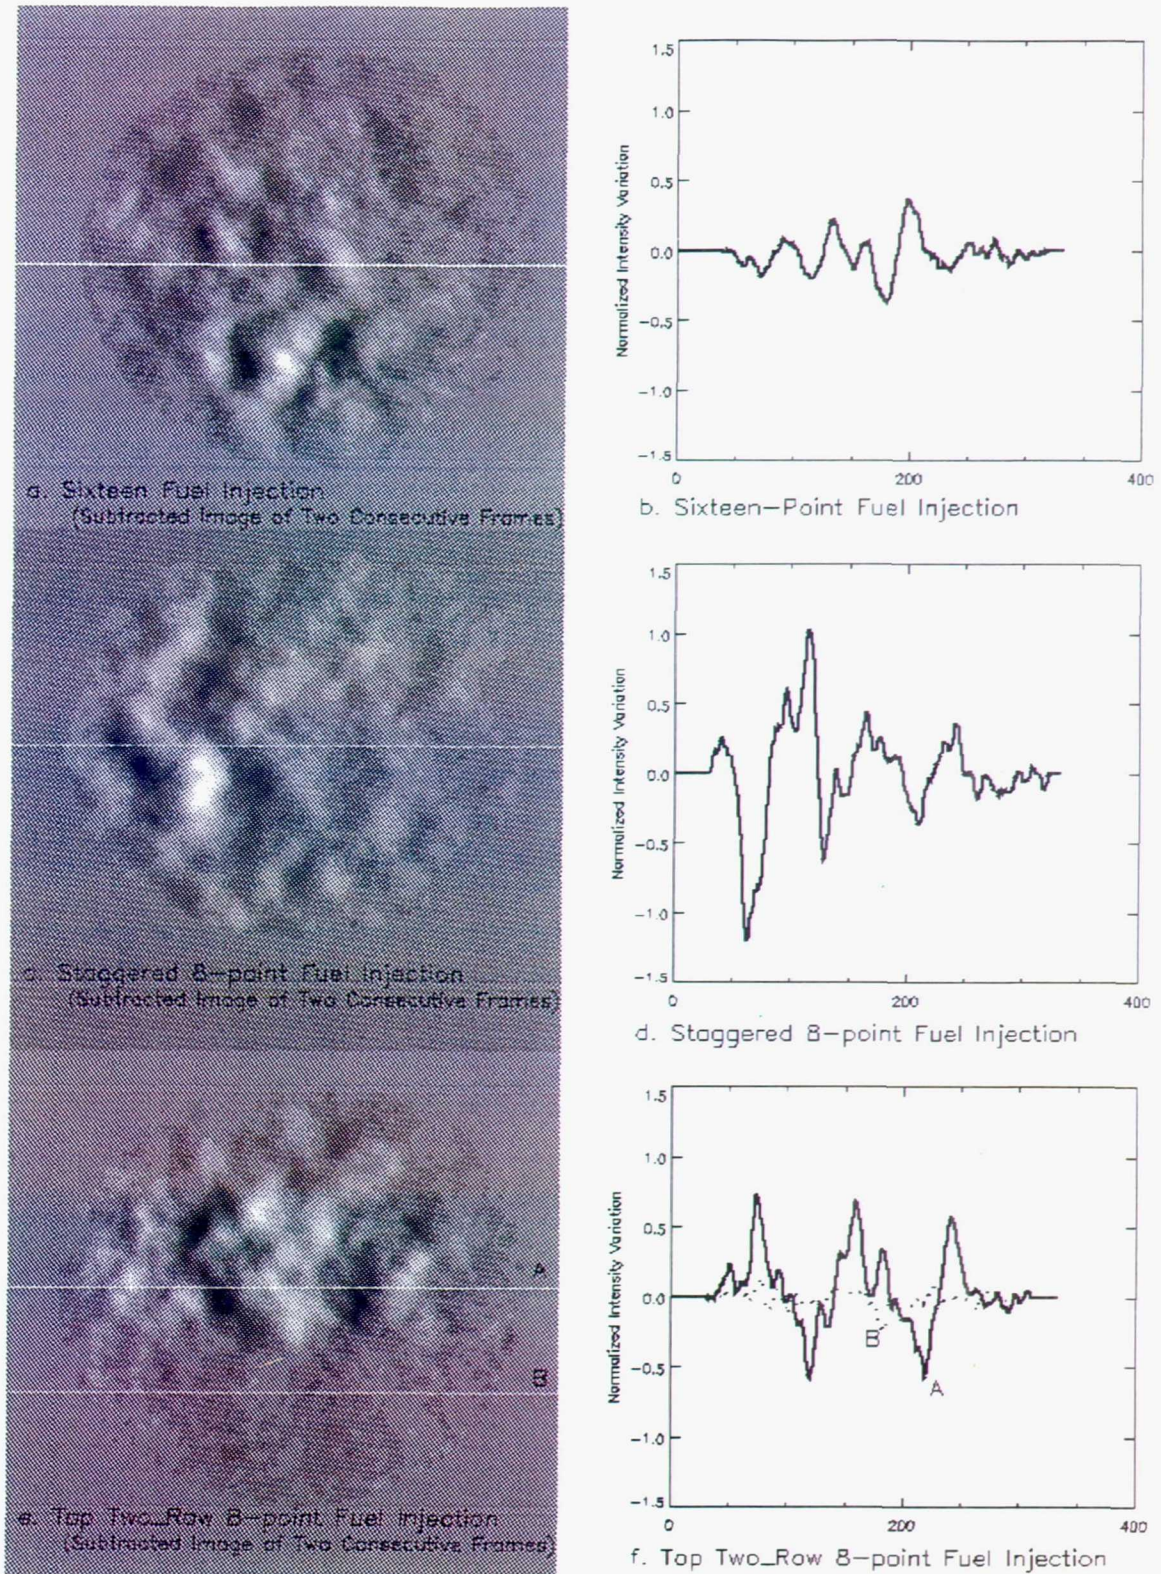 a. Sixteen Fuel Injection
(Subtracted Image of Two Consecutive Frames)
Normalized Intensity Variation
1.5
1.0
0.5
0.0
-0.5
-1.0
-1.5
0
200
400
b. Sixteen-Point Fuel Injection
c. Staggered 8-point Fuel Injection
(Subtracted Image of Two Consecutive Frames)
Normalized Intensity Variation
1.5
1.0
0.5
0.0
-0.5
-1.0
-1.5
0
200
400
d. Staggered 8-point Fuel Injection
A
B
e. Top Two_Row 8-point Fuel Injection
(Subtracted Image of Two Consecutive Frames)
Normalized Intensity Variation
1.5
1.0
0.5
0.0
-0.5
-1.0
-1.5
B
A
0
200
400
f. Top Two_Row 8-point Fuel Injection